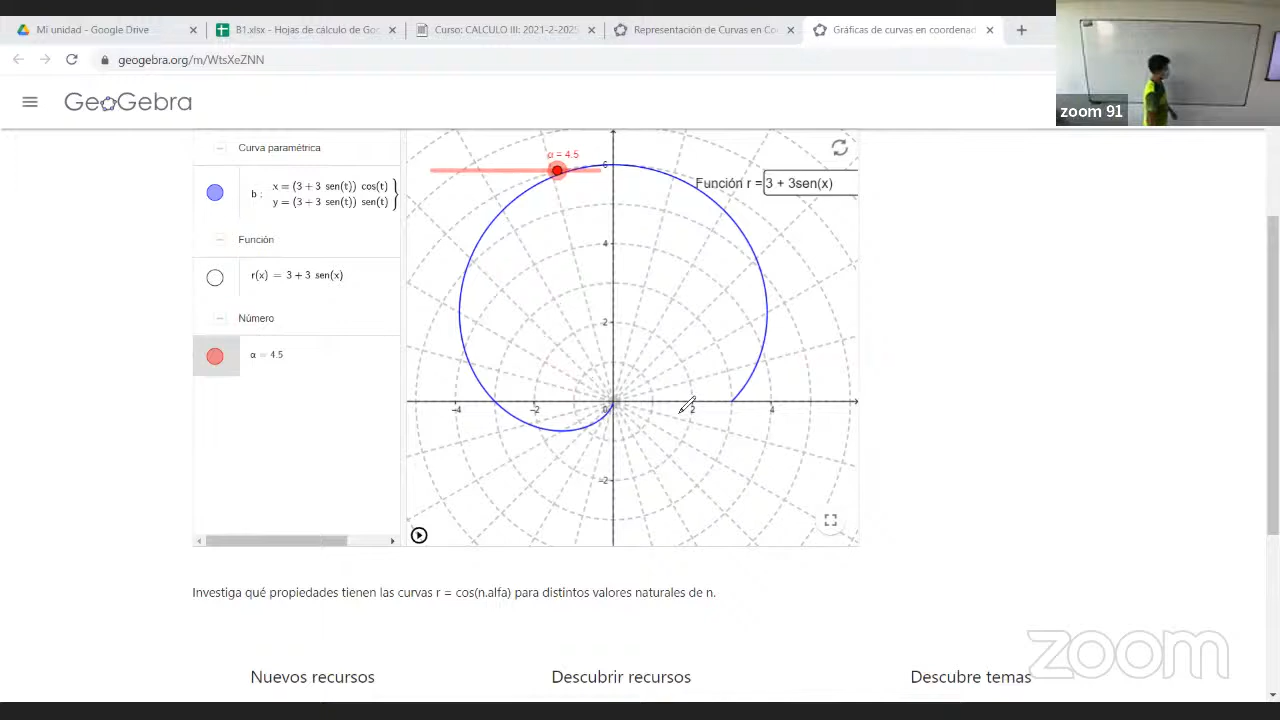 Mi unidad - Google Drive
B1.xlsx - Hojas de cálculo de Go
Curso: CALCULO III: 2021-2-2025
Representación de Curvas en Co
Gráficas de curvas en coordenad
geogebra.org/m/WtsXeZNN
GeoGebra
zoom 91
Curva paramétrica
b : x = (3 + 3 sen(t)) cos(t)
y = (3 + 3 sen(t)) sen(t)
Función
r(x) = 3 + 3 sen(x)
Número
α = 4.5
α = 4.5
Función r = 3 + 3sen(x)
6
4
2
-4 -2 0 2 4
-2
Investiga qué propiedades tienen las curvas r = cos(n.alfa) para distintos valores naturales de n.
Nuevos recursos
Descubrir recursos
Descubre temas
zoom